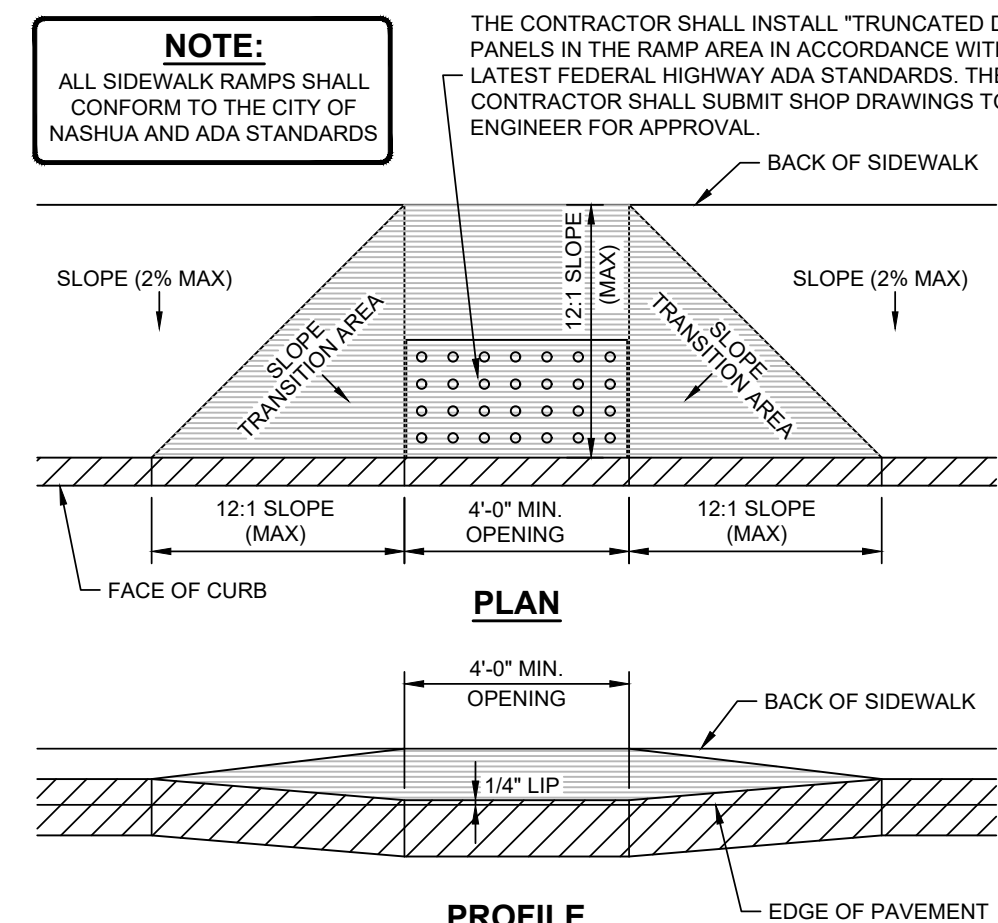 NOTE:
ALL SIDEWALK RAMPS SHALL
CONFORM TO THE CITY OF
NASHUA AND ADA STANDARDS
THE CONTRACTOR SHALL INSTALL "TRUNCATED
PANELS IN THE RAMP AREA IN ACCORDANCE
LATEST FEDERAL HIGHWAY ADA STANDARDS. THE
CONTRACTOR SHALL SUBMIT SHOP DRAWINGS
ENGINEER FOR APPROVAL.
BACK OF SIDEWALK
SLOPE (2% MAX)
SLOPE
TRANSITION AREA
12:1 SLOPE
(MAX)
SLOPE
TRANSITION AREA
SLOPE (2% MAX)
12:1 SLOPE
(MAX)
4'-0" MIN.
OPENING
12:1 SLOPE
(MAX)
FACE OF CURB
PLAN
4'-0" MIN.
OPENING
BACK OF SIDEWALK
1/4" LIP
EDGE OF PAVEMENT
PROFILE